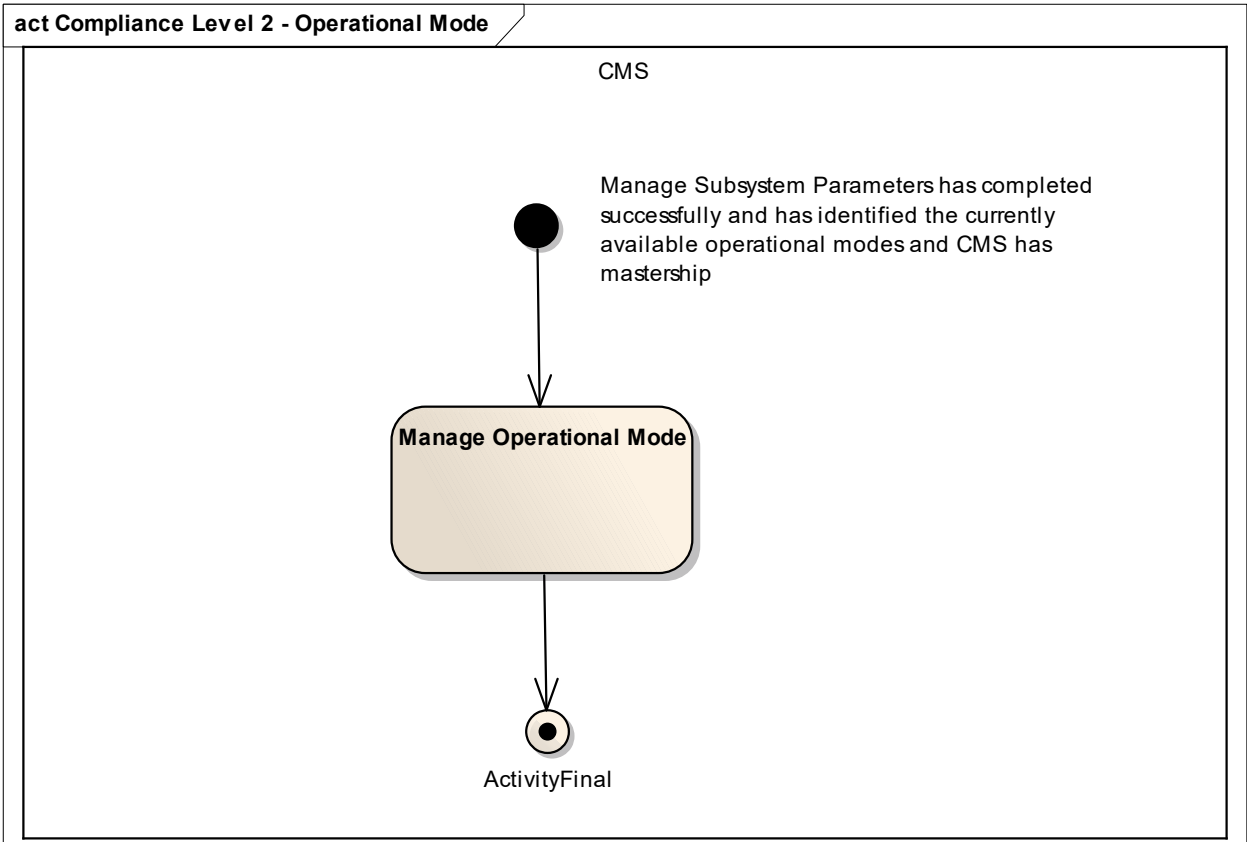 act Compliance Level 2 - Operational Mode
CMS
Manage Subsystem Parameters has completed
successfully and has identified the currently
available operational modes and CMS has
mastership
Manage Operational Mode
ActivityFinal